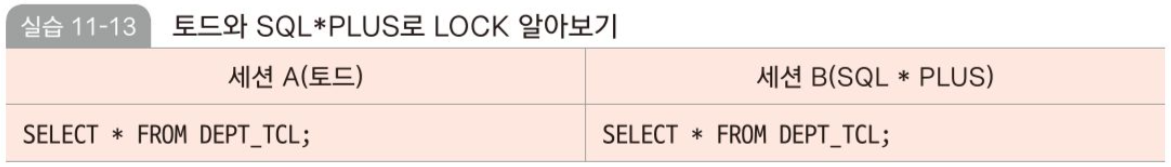 실습 11-13 토드와 SQL*PLUS로 LOCK 알아보기
세션 A(토드) 세션 B(SQL * PLUS)
SELECT * FROM DEPT_TCL; SELECT * FROM DEPT_TCL;